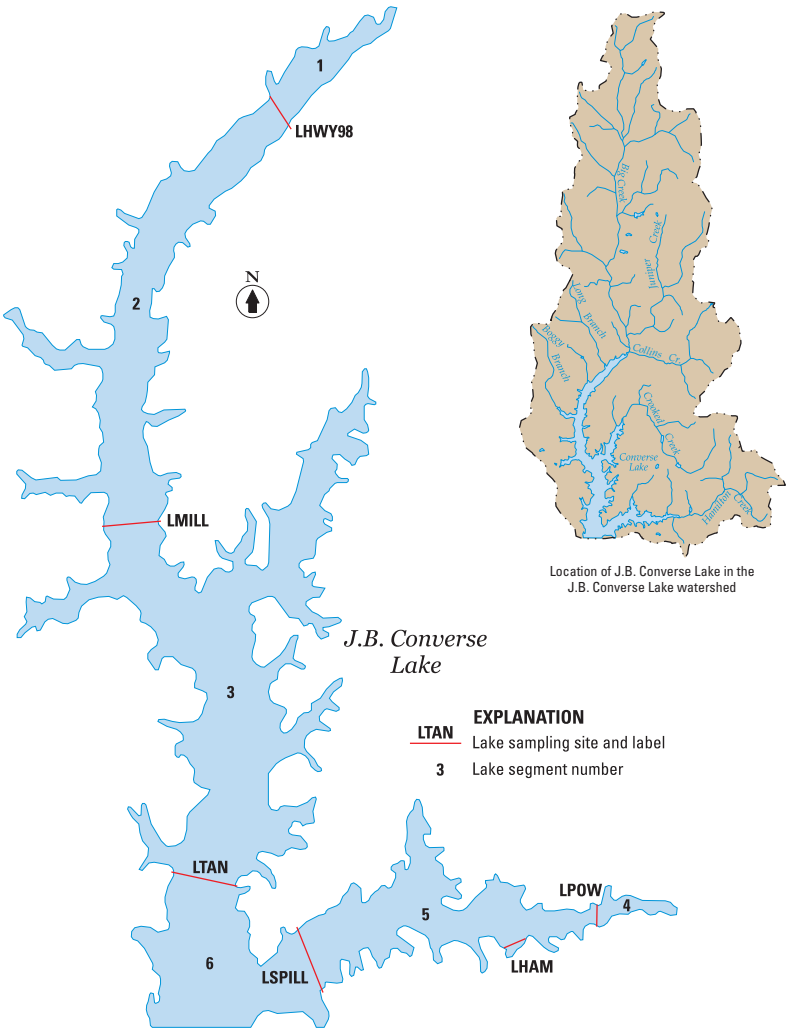 1
LHWY98
N
2
LMILL
J.B. Converse
Lake
3
LTAN
6
LSPILL
5
LHAM
LPOW
4
EXPLANATION
LTAN
Lake sampling site and label
3
Lake segment number
Big Creek
Juniper Creek
Long Branch
Boggy Branch
Collins Cr.
Crooked Creek
Converse
Lake
Hamilton Creek
Location of J.B. Converse Lake in the
J.B. Converse Lake watershed